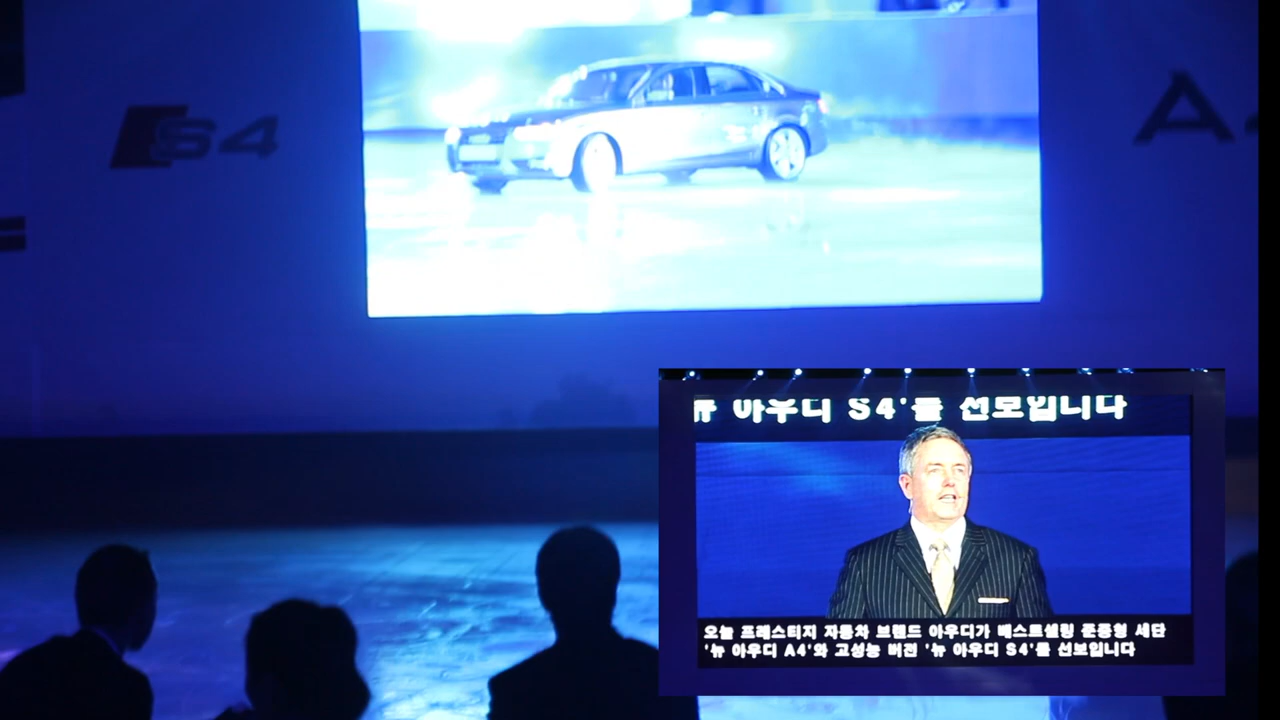 S4
A4
뉴 아우디 S4'를 선보입니다
오늘 프레스티지 자동차 브랜드 아우디가 베스트셀링 준중형 세단
'뉴 아우디 A4'와 고성능 버전 '뉴 아우디 S4'를 선보입니다